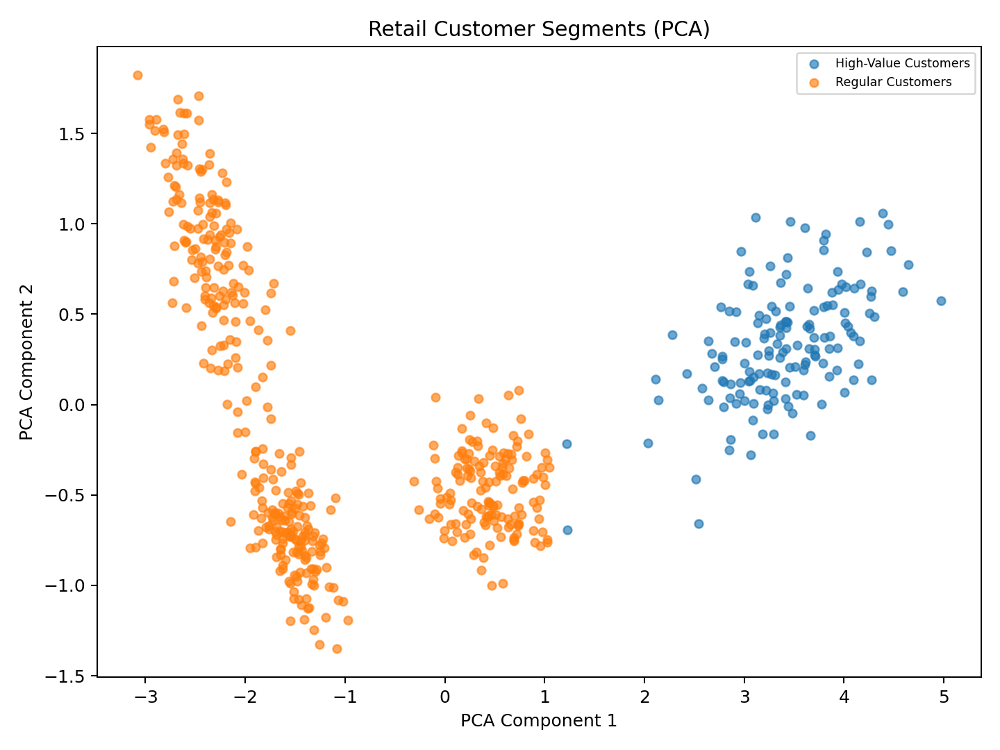 Retail Customer Segments (PCA)
High-Value Customers
Regular Customers
PCA Component 2
1.5
1.0
0.5
0.0
−0.5
−1.0
−1.5
−3 −2 −1 0 1 2 3 4 5
PCA Component 1